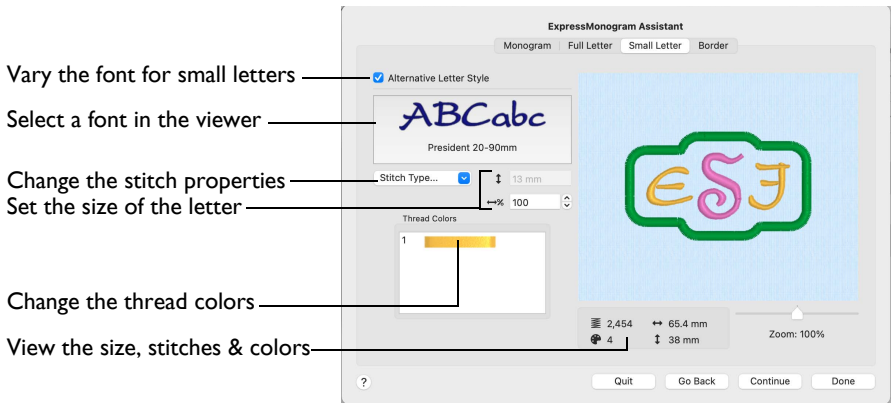 ExpressMonogram Assistant
Monogram Full Letter Small Letter Border
Vary the font for small letters
Alternative Letter Style
Select a font in the viewer
ABCabc
President 20-90mm
Change the stitch properties
Stitch Type...
13 mm
Set the size of the letter
% 100
Thread Colors
1
ESJ
Change the thread colors
View the size, stitches & colors
2,454 65.4 mm
4 38 mm
Zoom: 100%
? Quit Go Back Continue Done